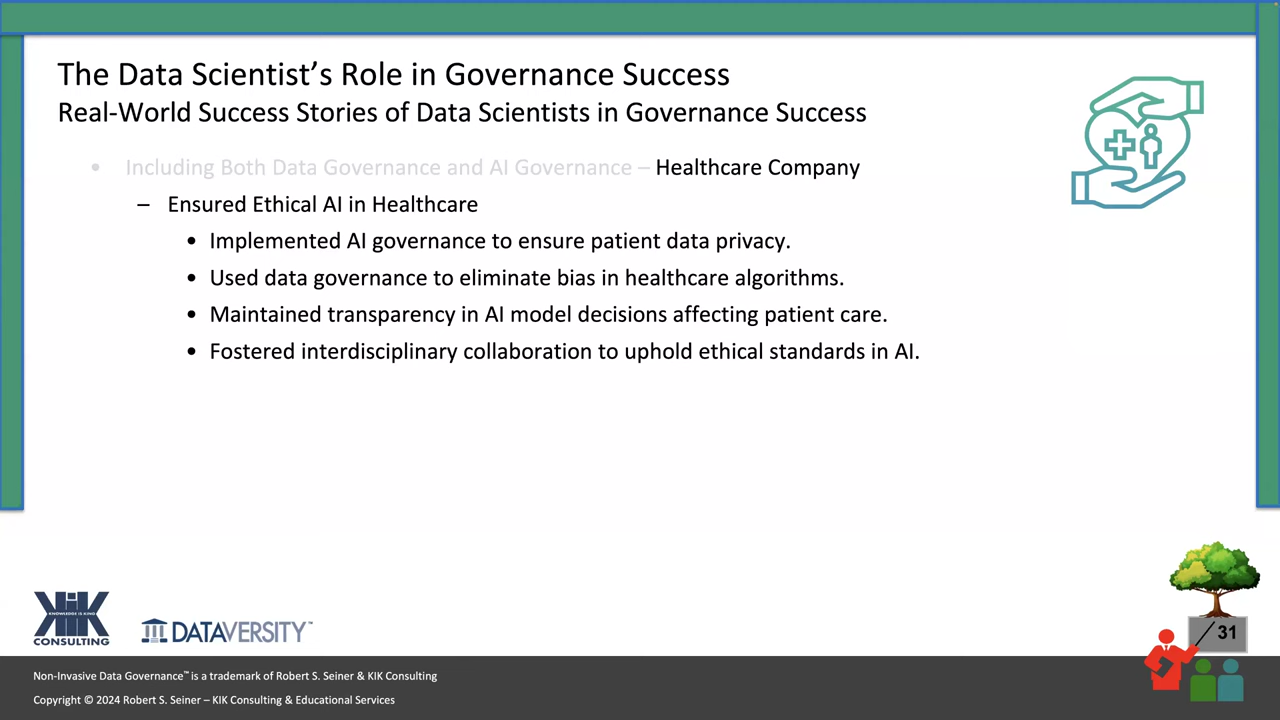 The Data Scientist's Role in Governance Success
Real-World Success Stories of Data Scientists in Governance Success
• Including Both Data Governance and AI Governance – Healthcare Company
– Ensured Ethical AI in Healthcare
• Implemented AI governance to ensure patient data privacy.
• Used data governance to eliminate bias in healthcare algorithms.
• Maintained transparency in AI model decisions affecting patient care.
• Fostered interdisciplinary collaboration to uphold ethical standards in AI.
KIK
KNOWLEDGE IS KING
CONSULTING
DATAVERSITY™
31
Non-Invasive Data Governance™ is a trademark of Robert S. Seiner & KIK Consulting
Copyright © 2024 Robert S. Seiner – KIK Consulting & Educational Services